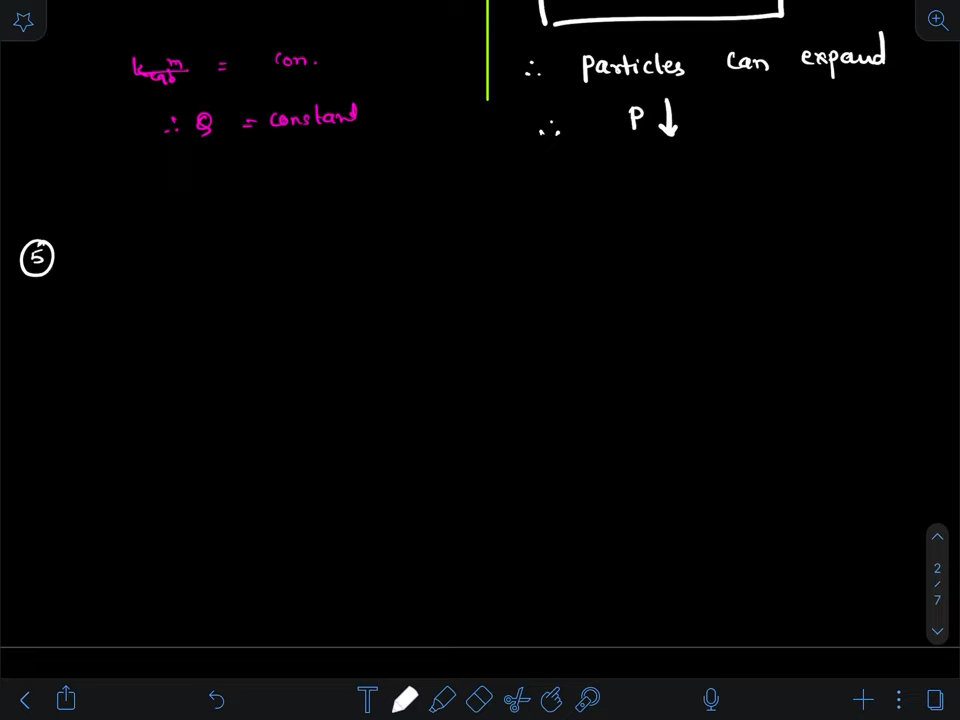 = con.
∴ Q = constant
∴ particles can expand
∴ P ↓
5
2
/
7
T